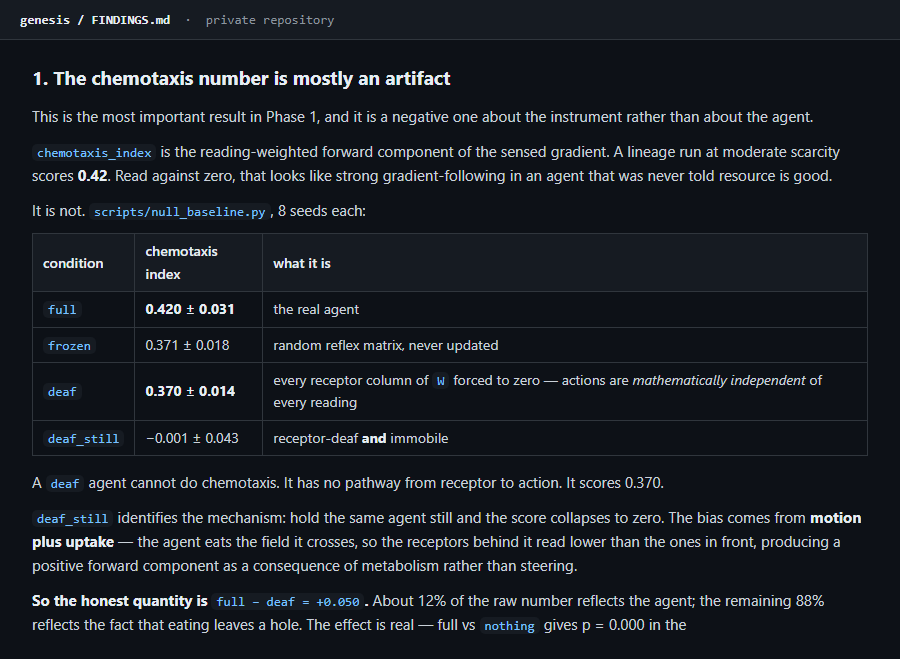 genesis / FINDINGS.md · private repository
1. The chemotaxis number is mostly an artifact
This is the most important result in Phase 1, and it is a negative one about the instrument rather than about the agent.
chemotaxis_index is the reading-weighted forward component of the sensed gradient. A lineage run at moderate scarcity
scores 0.42. Read against zero, that looks like strong gradient-following in an agent that was never told resource is good.
It is not. scripts/null_baseline.py, 8 seeds each:
condition chemotaxis index what it is
full 0.420 ± 0.031 the real agent
frozen 0.371 ± 0.018 random reflex matrix, never updated
deaf 0.370 ± 0.014 every receptor column of W forced to zero — actions are mathematically independent of
every reading
deaf_still −0.001 ± 0.043 receptor-deaf and immobile
A deaf agent cannot do chemotaxis. It has no pathway from receptor to action. It scores 0.370.
deaf_still identifies the mechanism: hold the same agent still and the score collapses to zero. The bias comes from motion
plus uptake — the agent eats the field it crosses, so the receptors behind it read lower than the ones in front, producing a
positive forward component as a consequence of metabolism rather than steering.
So the honest quantity is full − deaf = +0.050. About 12% of the raw number reflects the agent; the remaining 88%
reflects the fact that eating leaves a hole. The effect is real — full vs nothing gives p = 0.000 in the